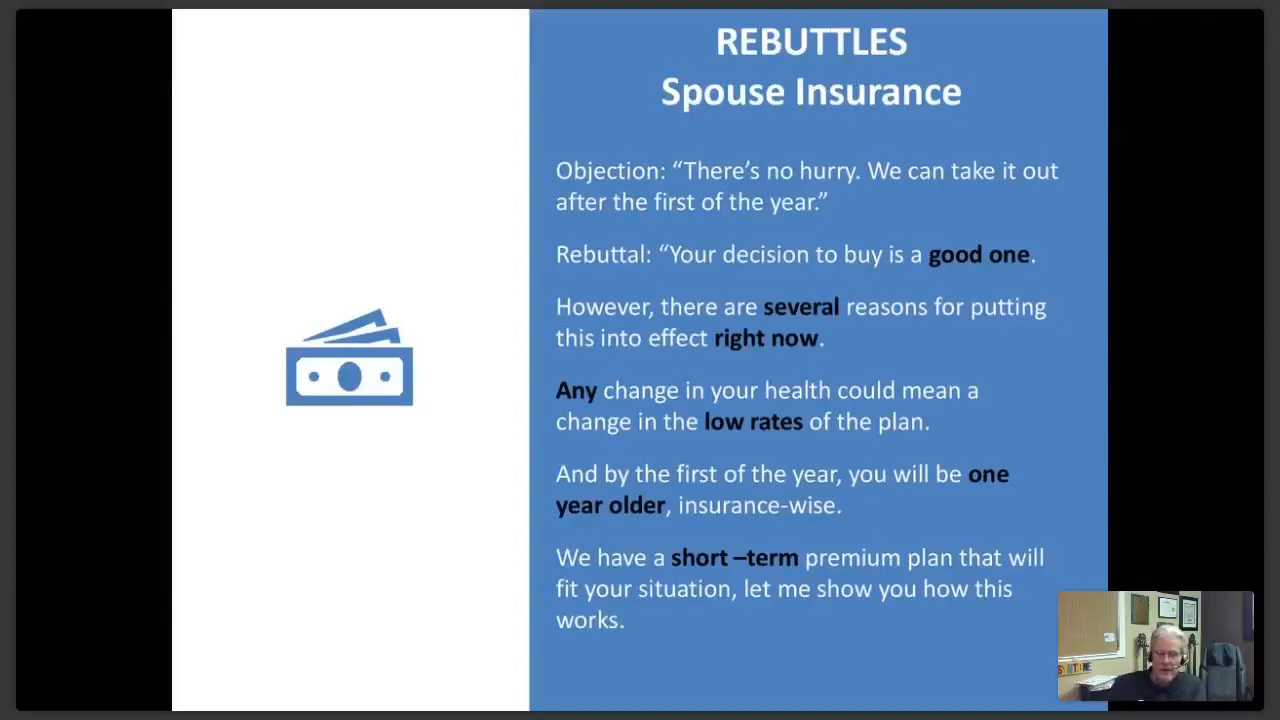 REBUTTLES
Spouse Insurance
Objection: “There’s no hurry. We can take it out
after the first of the year.”
Rebuttal: “Your decision to buy is a good one.
However, there are several reasons for putting
this into effect right now.
Any change in your health could mean a
change in the low rates of the plan.
And by the first of the year, you will be one
year older, insurance-wise.
We have a short –term premium plan that will
fit your situation, let me show you how this
works.